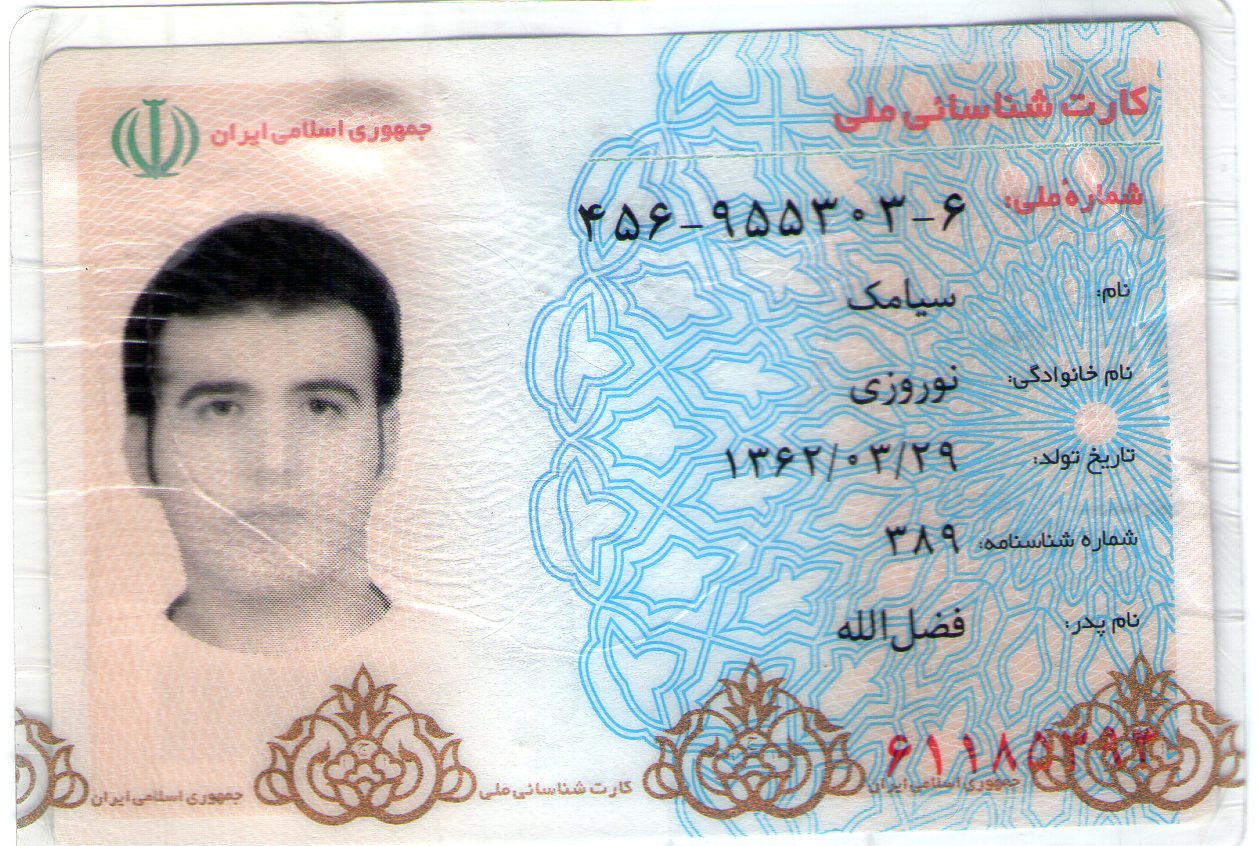 کارت شناسائی ملی
جمهوری اسلامی ایران
شماره ملی: ۴۵۶-۹۵۵۳۰۳-۶
نام: سیامک
نام خانوادگی: نوروزی
تاریخ تولد: ۱۳۶۲/۰۳/۲۹
شماره شناسنامه: ۳۸۹
نام پدر: فضل‌الله
۶۱۱۸۵۳۹۳
جمهوری اسلامی ایران
کارت شناسائی ملی
جمهوری اسلامی ایران